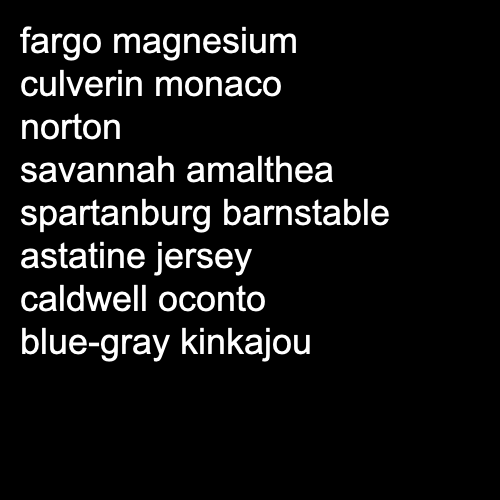 fargo magnesium
culverin monaco
norton
savannah amalthea
spartanburg barnstable
astatine jersey
caldwell oconto
blue-gray kinkajou